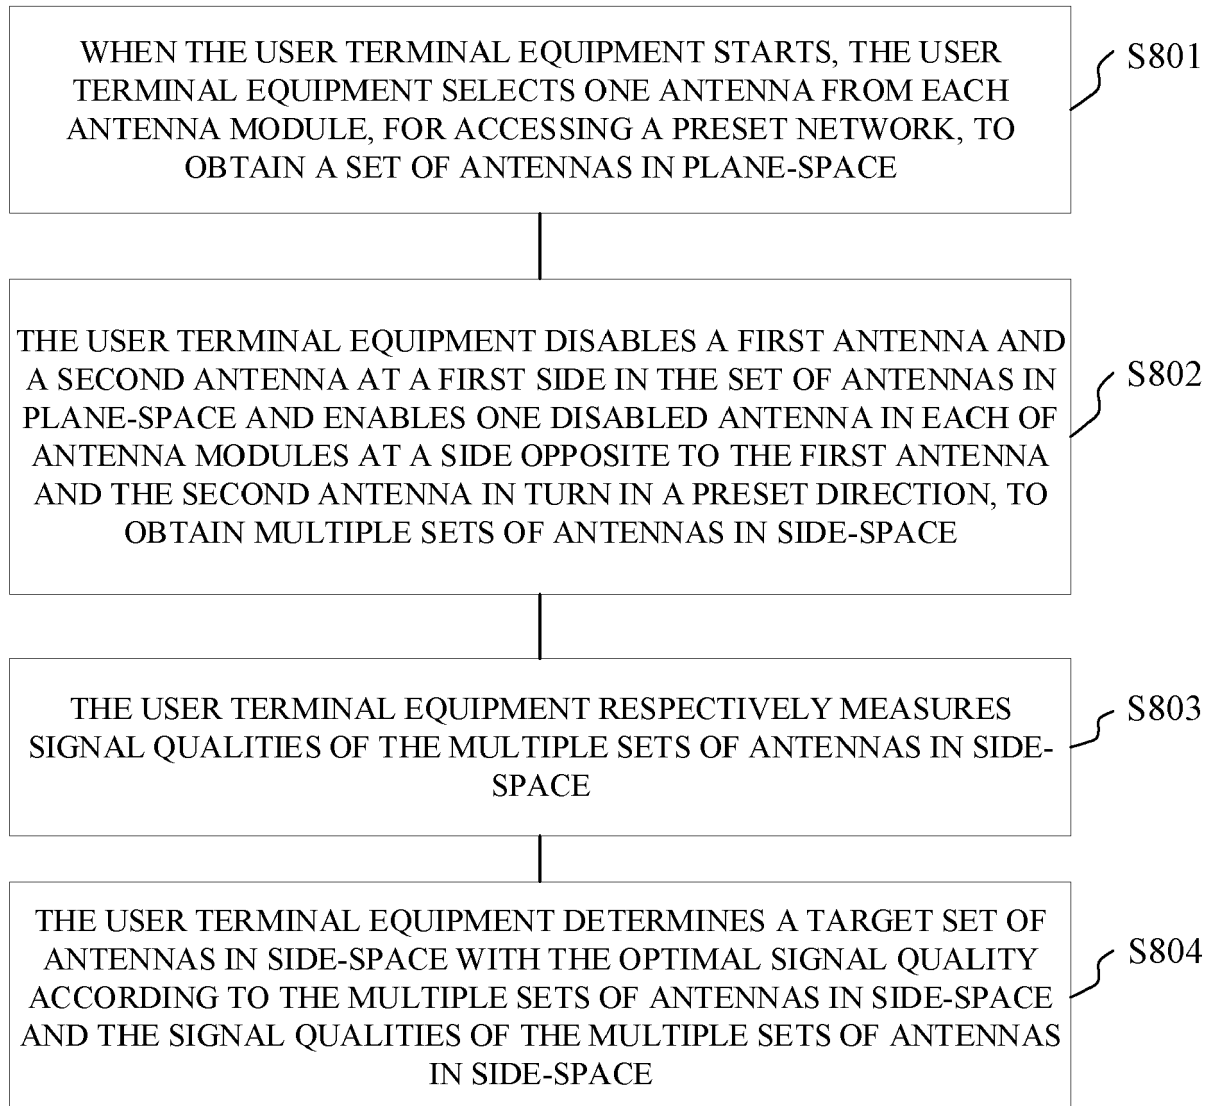 WHEN THE USER TERMINAL EQUIPMENT STARTS, THE USER
TERMINAL EQUIPMENT SELECTS ONE ANTENNA FROM EACH
ANTENNA MODULE, FOR ACCESSING A PRESET NETWORK, TO
OBTAIN A SET OF ANTENNAS IN PLANE-SPACE
S801
THE USER TERMINAL EQUIPMENT DISABLES A FIRST ANTENNA AND
A SECOND ANTENNA AT A FIRST SIDE IN THE SET OF ANTENNAS IN
PLANE-SPACE AND ENABLES ONE DISABLED ANTENNA IN EACH OF
ANTENNA MODULES AT A SIDE OPPOSITE TO THE FIRST ANTENNA
AND THE SECOND ANTENNA IN TURN IN A PRESET DIRECTION, TO
OBTAIN MULTIPLE SETS OF ANTENNAS IN SIDE-SPACE
S802
THE USER TERMINAL EQUIPMENT RESPECTIVELY MEASURES
SIGNAL QUALITIES OF THE MULTIPLE SETS OF ANTENNAS IN SIDE-
SPACE
S803
THE USER TERMINAL EQUIPMENT DETERMINES A TARGET SET OF
ANTENNAS IN SIDE-SPACE WITH THE OPTIMAL SIGNAL QUALITY
ACCORDING TO THE MULTIPLE SETS OF ANTENNAS IN SIDE-SPACE
AND THE SIGNAL QUALITIES OF THE MULTIPLE SETS OF ANTENNAS
IN SIDE-SPACE
S804